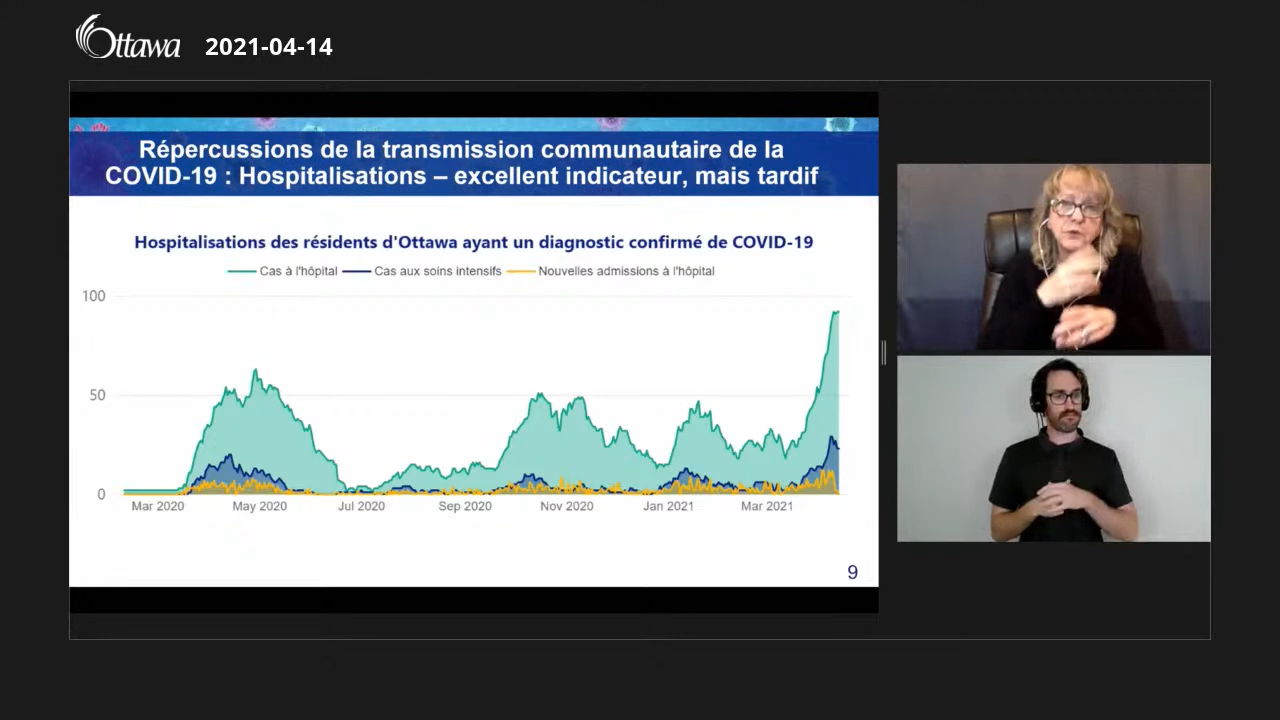 Ottawa 2021-04-14
Répercussions de la transmission communautaire de la
COVID-19 : Hospitalisations – excellent indicateur, mais tardif
Hospitalisations des résidents d'Ottawa ayant un diagnostic confirmé de COVID-19
Cas à l'hôpital Cas aux soins intensifs Nouvelles admissions à l'hôpital
100
50
0
Mar 2020 May 2020 Jul 2020 Sep 2020 Nov 2020 Jan 2021 Mar 2021
9